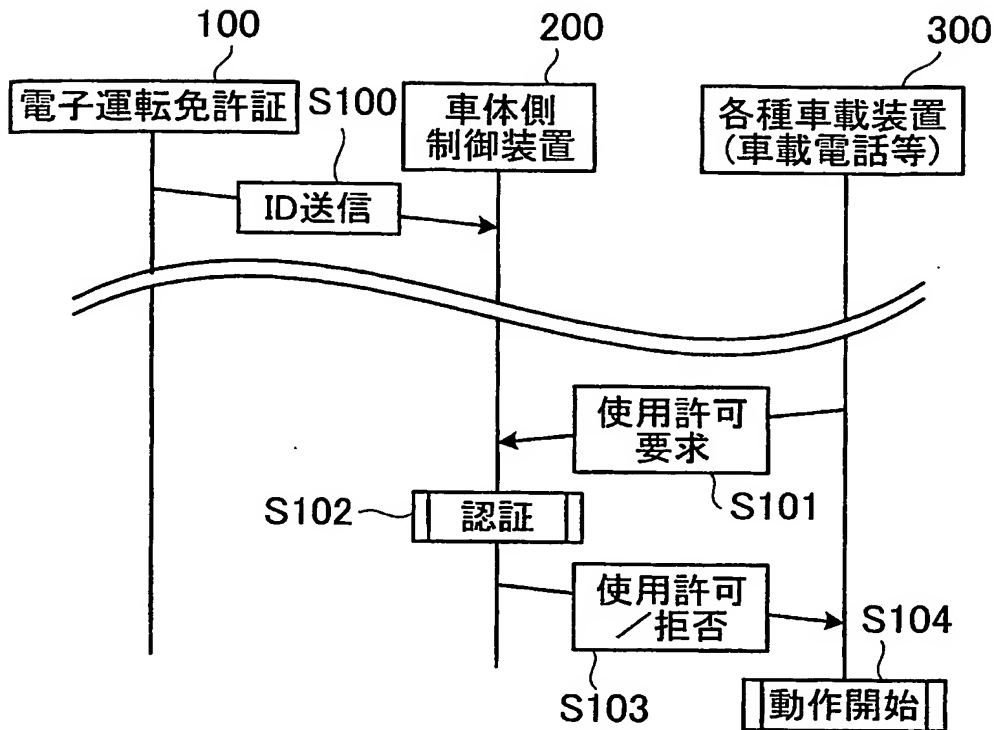 100
200
300
電子運転免許証
S100
車体側
制御装置
各種車載装置
(車載電話等)
ID送信
使用許可
要求
S101
S102
認証
使用許可
／拒否
S103
S104
動作開始